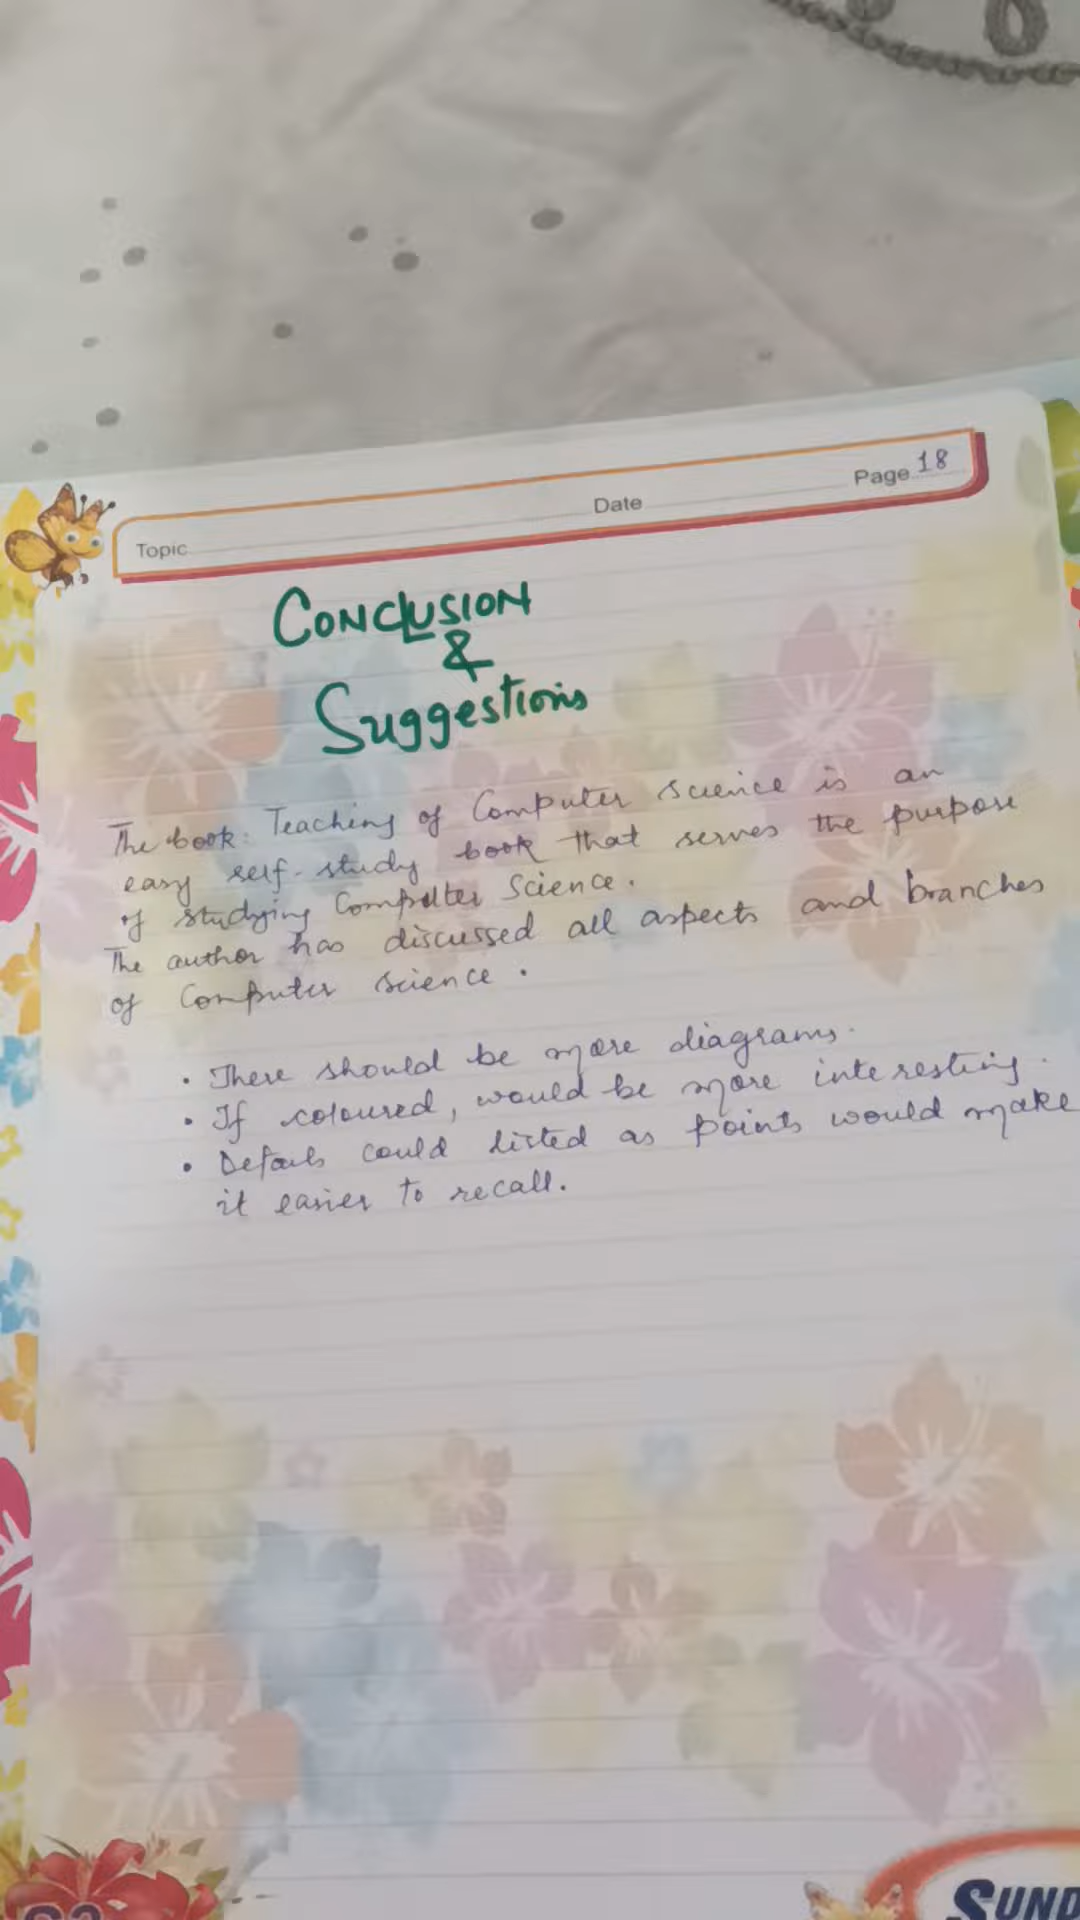 Topic Date Page 18
CONCLUSION
&
Suggestions
The book: Teaching of Computer science is an
easy self-study book that serves the purpose
of studying Computer Science.
The author has discussed all aspects and branches
of Computer science.
• There should be more diagrams.
• If coloured, would be more interesting.
• Details could listed as points would make
it easier to recall.
SUND